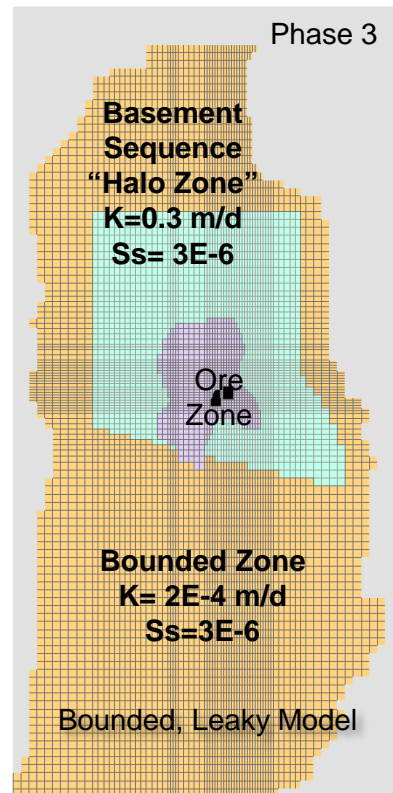 Phase 3
Basement
Sequence
“Halo Zone”
K=0.3 m/d
Ss= 3E-6
Ore
Zone
Bounded Zone
K= 2E-4 m/d
Ss=3E-6
Bounded, Leaky Model